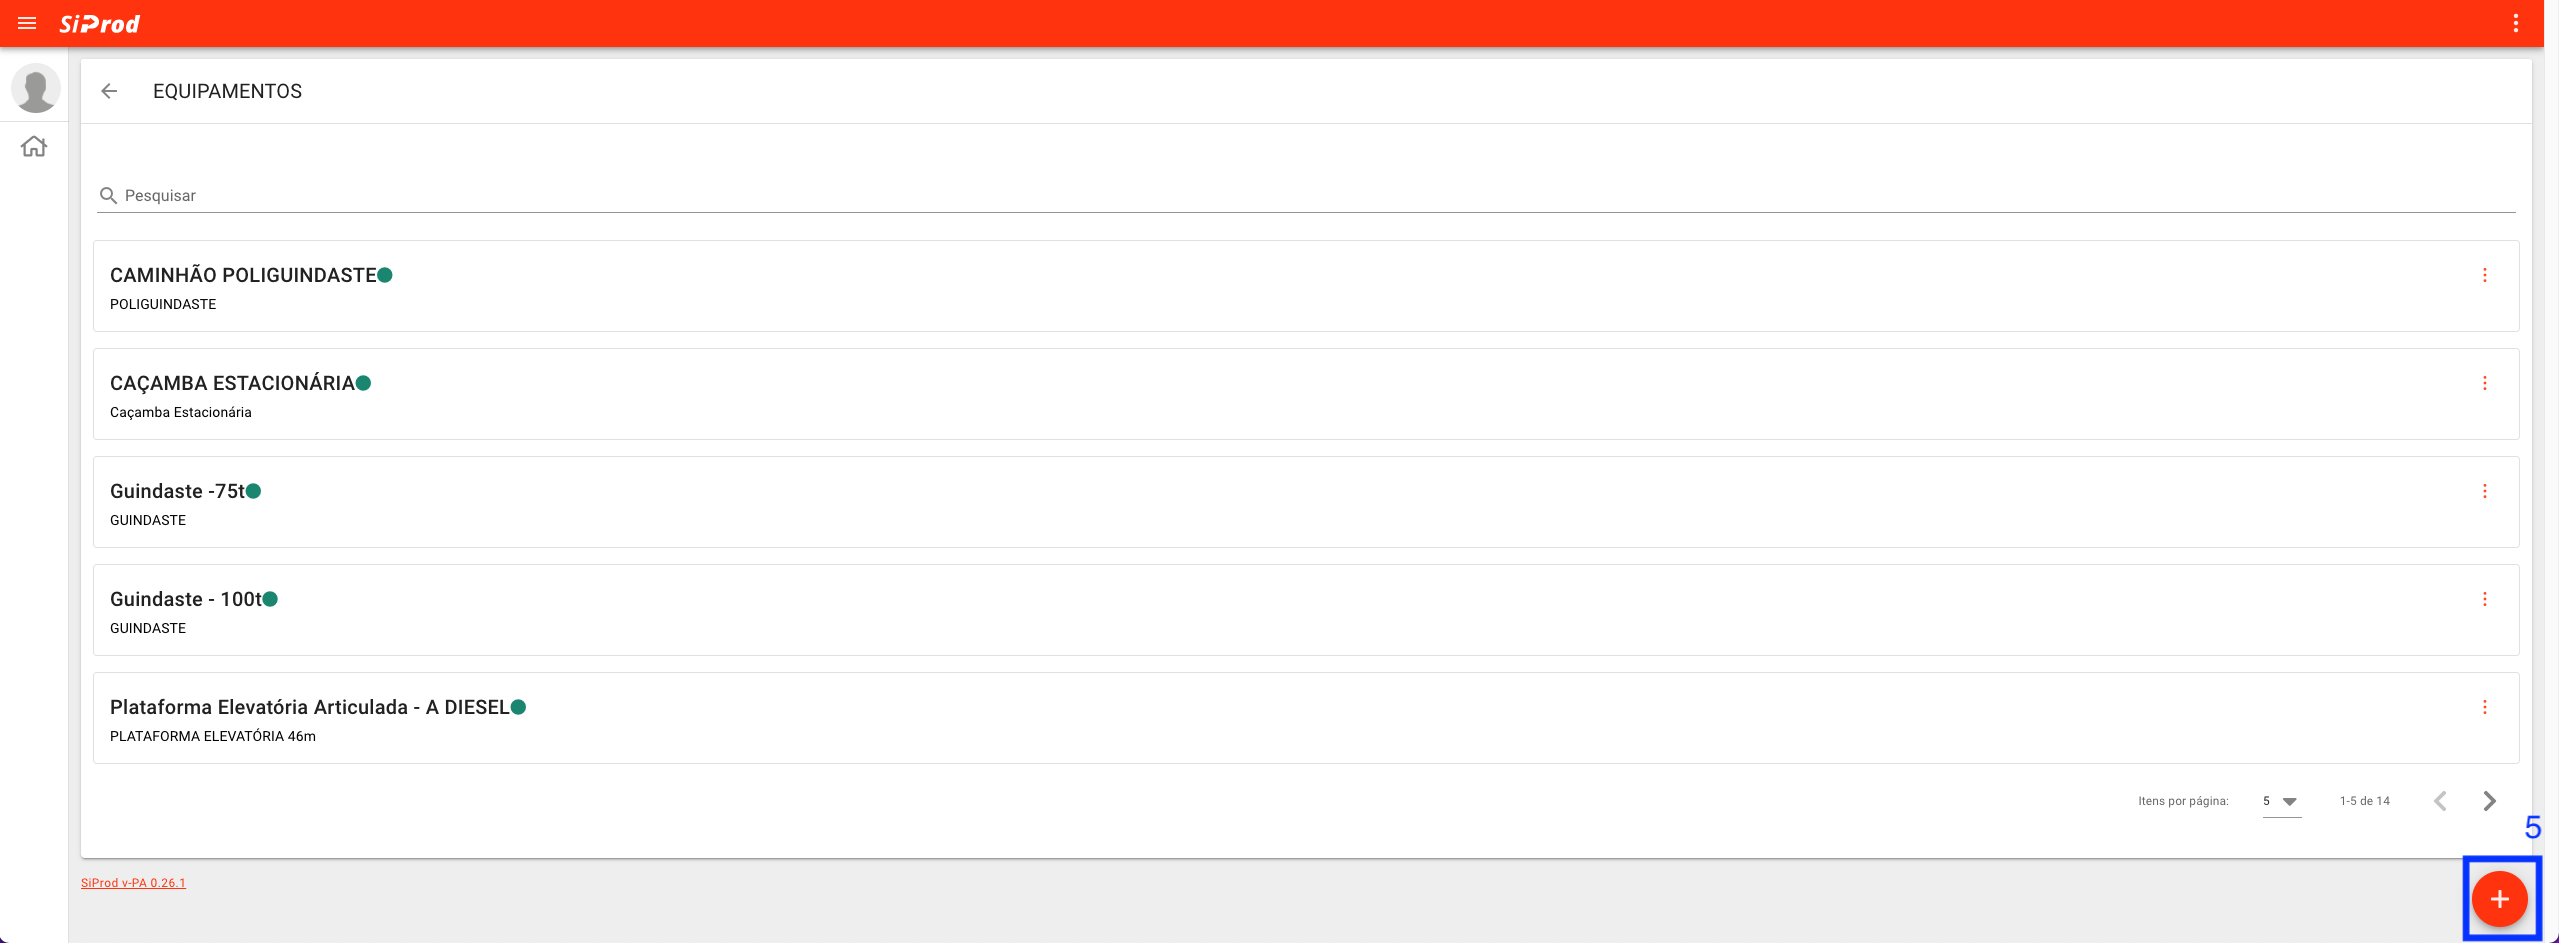 SiProd
EQUIPAMENTOS
Pesquisar
CAMINHÃO POLIGUINDASTE
POLIGUINDASTE
CAÇAMBA ESTACIONÁRIA
Caçamba Estacionária
Guindaste -75t
GUINDASTE
Guindaste - 100t
GUINDASTE
Plataforma Elevatória Articulada - A DIESEL
PLATAFORMA ELEVATÓRIA 46m
Itens por página: 5 1-5 de 14
5
SiProd v-PA 0.26.1